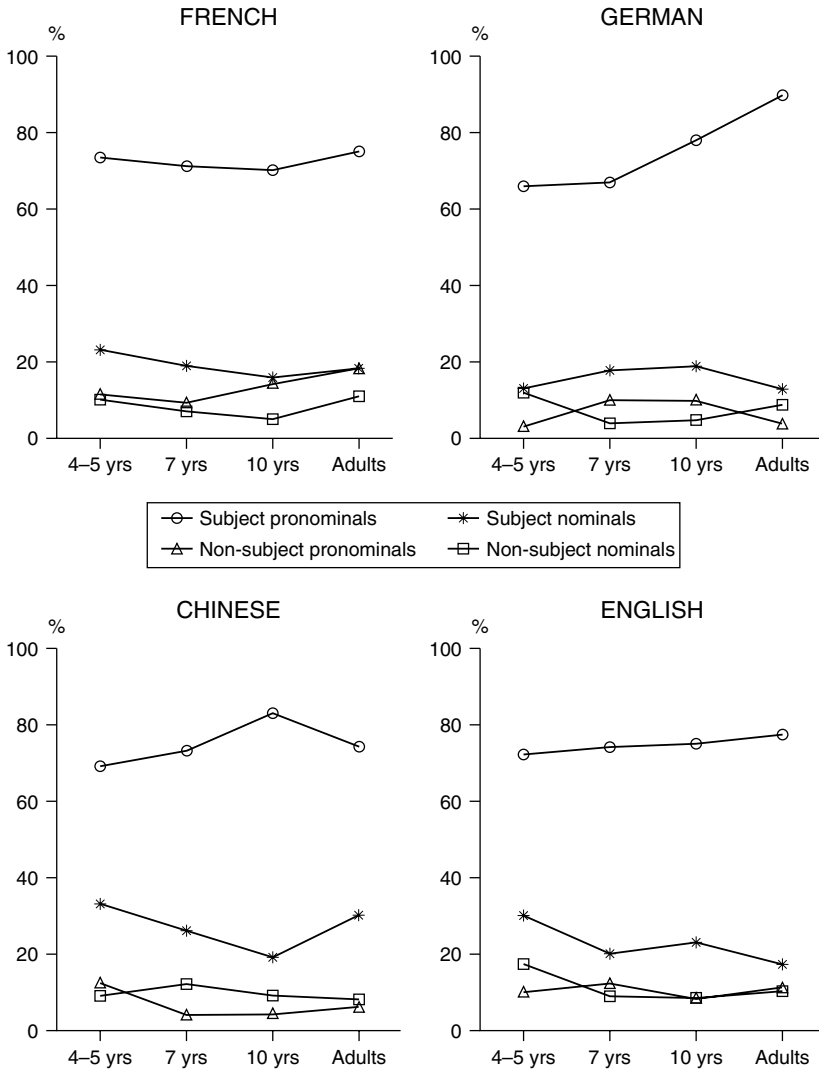 FRENCH
%
100
80
60
40
20
0
4–5 yrs 7 yrs 10 yrs Adults
GERMAN
%
100
80
60
40
20
0
4–5 yrs 7 yrs 10 yrs Adults
Subject pronominals Subject nominals
Non-subject pronominals Non-subject nominals
CHINESE
%
100
80
60
40
20
0
4–5 yrs 7 yrs 10 yrs Adults
ENGLISH
%
100
80
60
40
20
0
4–5 yrs 7 yrs 10 yrs Adults